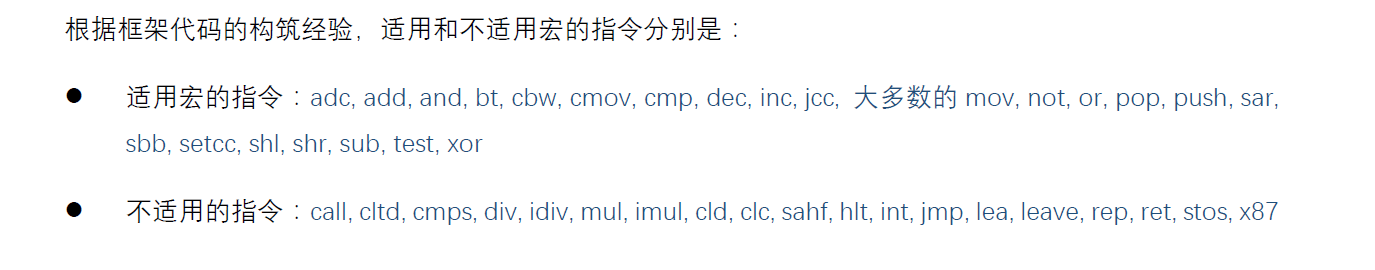 根据框架代码的构筑经验，适用和不适用宏的指令分别是：
● 适用宏的指令：adc, add, and, bt, cbw, cmov, cmp, dec, inc, jcc, 大多数的 mov, not, or, pop, push, sar,
sbb, setcc, shl, shr, sub, test, xor
● 不适用的指令：call, cltd, cmps, div, idiv, mul, imul, cld, clc, sahf, hlt, int, jmp, lea, leave, rep, ret, stos, x87